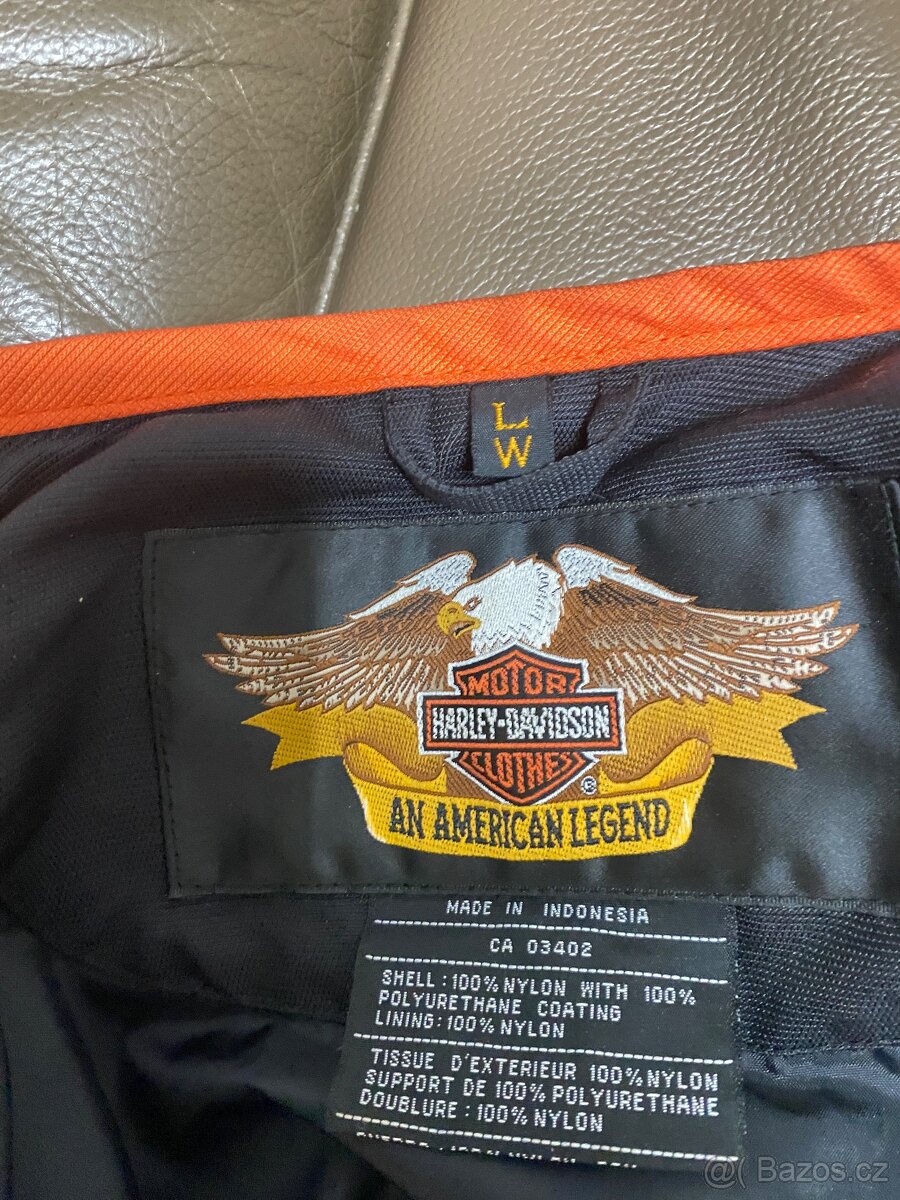 L
W
MOTOR
HARLEY-DAVIDSON
CLOTHES
®
AN AMERICAN LEGEND
MADE IN INDONESIA
CA 03402
SHELL:100%NYLON WITH 100%
POLYURETHANE COATING
LINING:100% NYLON
TISSUE D'EXTERIEUR 100%NYLON
SUPPORT DE 100% POLYURETHANE
DOUBLURE:100% NYLON
@ Bazoš.cz